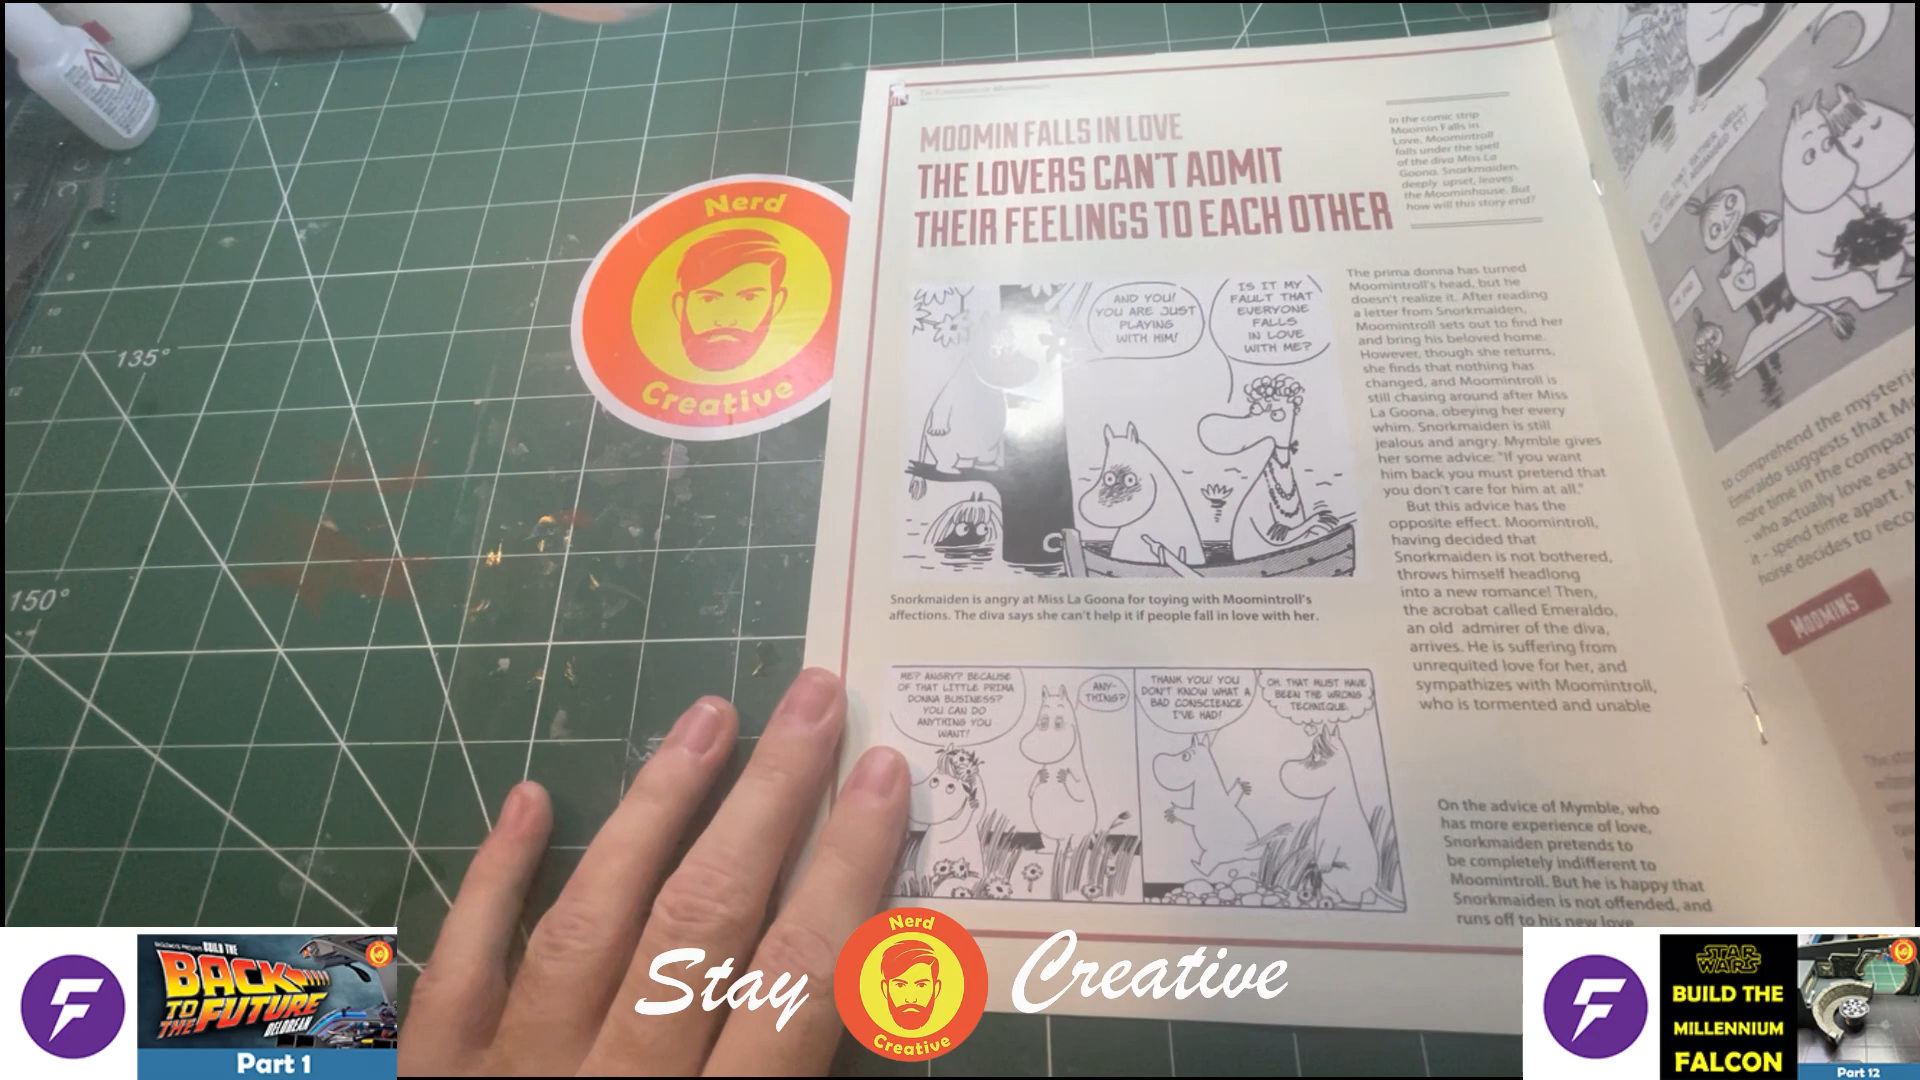 135°
150°
Nerd
Creative
MOOMIN FALLS IN LOVE
THE LOVERS CAN'T ADMIT
THEIR FEELINGS TO EACH OTHER
In the comic strip
Moomin Falls in
Love, Moomintroll
falls under the spell
of the diva Miss La
Goona. Snorkmaiden,
deeply upset, leaves
the Moominhouse. But
how will this story end?
AND YOU!
YOU ARE JUST
PLAYING
WITH HIM!
IS IT MY
FAULT THAT
EVERYONE
FALLS
IN LOVE
WITH ME?
Snorkmaiden is angry at Miss La Goona for toying with Moomintroll's
affections. The diva says she can't help it if people fall in love with her.
ME? ANGRY? BECAUSE
OF THAT LITTLE PRIMA
DONNA BUSINESS?
YOU CAN DO
ANYTHING YOU
WANT!
ANY-
THING?
THANK YOU! YOU
DON'T KNOW WHAT A
BAD CONSCIENCE
I'VE HAD!
OH, THAT MUST HAVE
BEEN THE WRONG
TECHNIQUE.
The prima donna has turned
Moomintroll's head, but he
doesn't realize it. After reading
a letter from Snorkmaiden,
Moomintroll sets out to find her
and bring his beloved home.
However, though she returns,
she finds that nothing has
changed, and Moomintroll is
still chasing around after Miss
La Goona, obeying her every
whim. Snorkmaiden is still
jealous and angry. Mymble gives
her some advice: "If you want
him back you must pretend that
you don't care for him at all."
But this advice has the
opposite effect. Moomintroll,
having decided that
Snorkmaiden is not bothered,
throws himself headlong
into a new romance! Then,
the acrobat called Emeraldo,
an old admirer of the diva,
arrives. He is suffering from
unrequited love for her, and
sympathizes with Moomintroll,
who is tormented and unable
On the advice of Mymble, who
has more experience of love,
Snorkmaiden pretends to
be completely indifferent to
Moomintroll. But he is happy that
Snorkmaiden is not offended, and
runs off to his new love.
to comprehend the
Emeraldo suggests that
more time in the
- who actually love each
it - spend time apart.
horse decides to
MOOMINS
BUILD THE
BACK
TO THE
FUTURE
DELOREAN
Part 1
Stay
Nerd
Creative
Creative
STAR
WARS
BUILD THE
MILLENNIUM
FALCON
Part 12